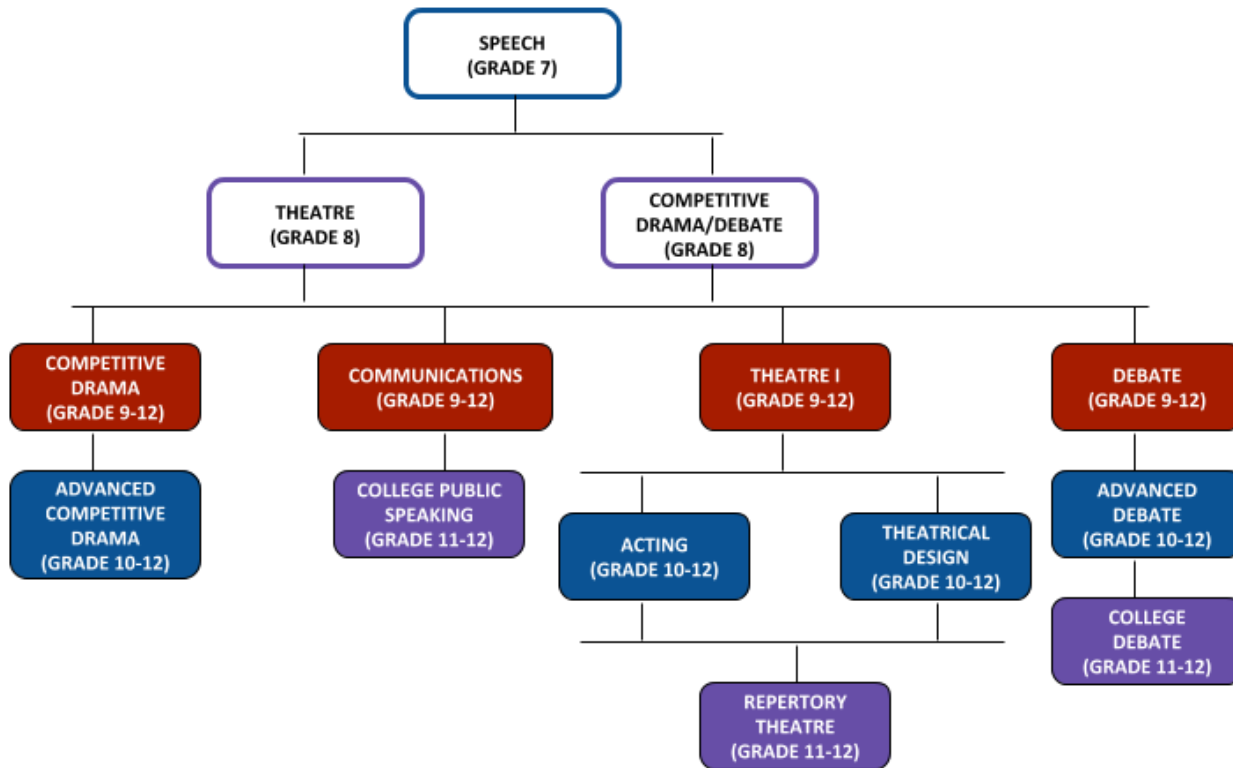 SPEECH
(GRADE 7)
THEATRE
(GRADE 8)
COMPETITIVE
DRAMA/DEBATE
(GRADE 8)
COMPETITIVE
DRAMA
(GRADE 9-12)
COMMUNICATIONS
(GRADE 9-12)
THEATRE I
(GRADE 9-12)
DEBATE
(GRADE 9-12)
ADVANCED
COMPETITIVE
DRAMA
(GRADE 10-12)
COLLEGE PUBLIC
SPEAKING
(GRADE 11-12)
ACTING
(GRADE 10-12)
THEATRICAL
DESIGN
(GRADE 10-12)
ADVANCED
DEBATE
(GRADE 10-12)
COLLEGE
DEBATE
(GRADE 11-12)
REPERTORY
THEATRE
(GRADE 11-12)